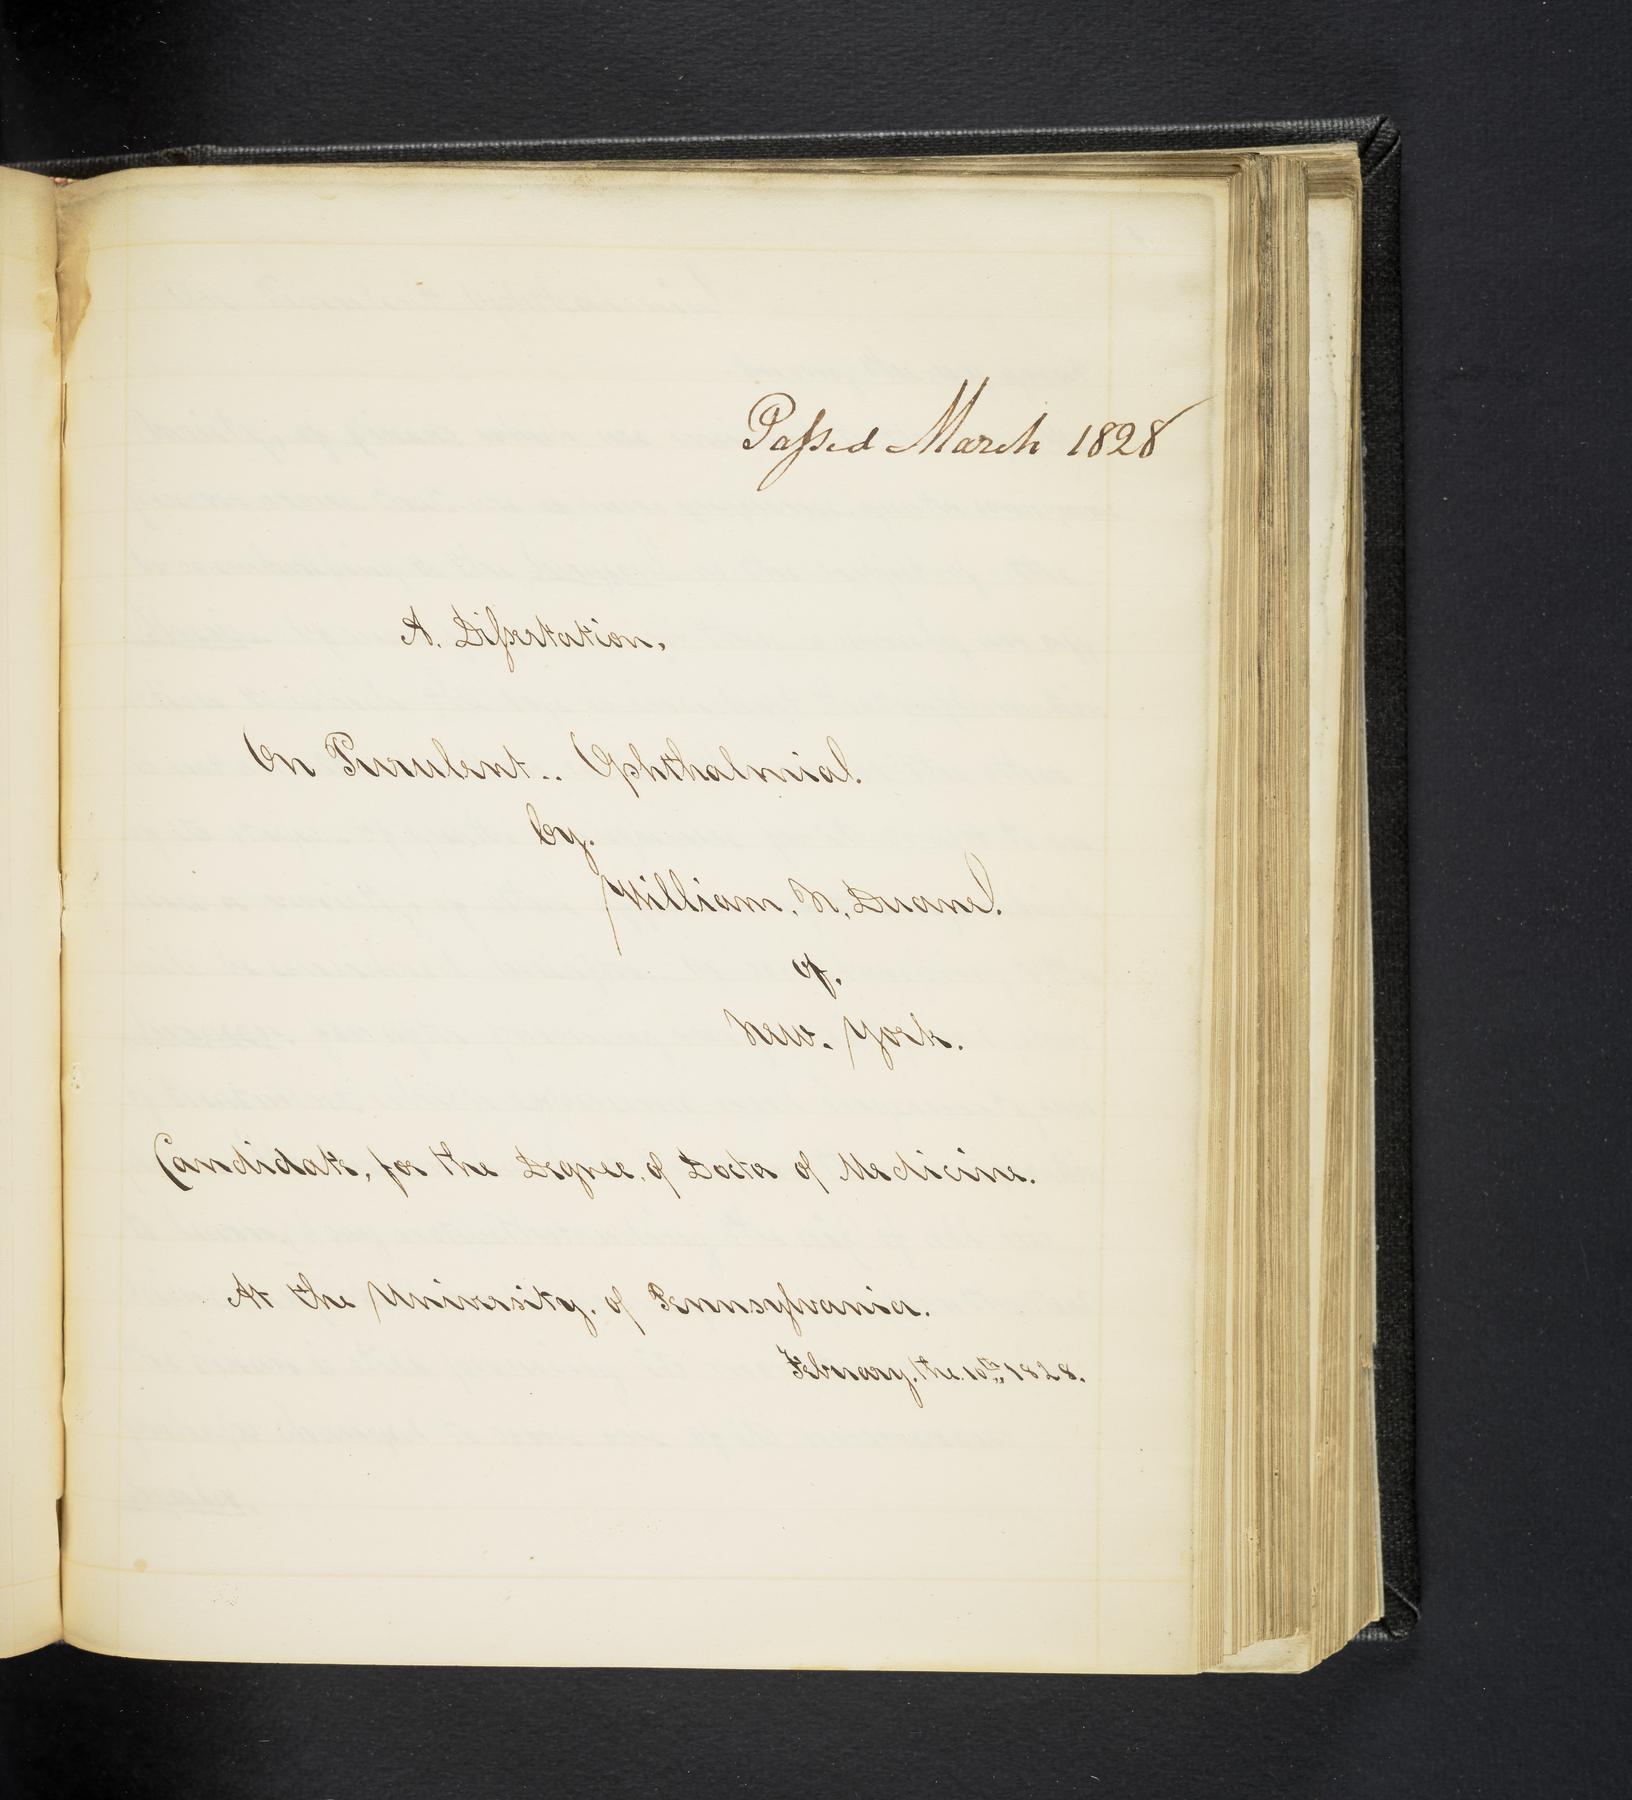 Passed March 1828
A. Dissertation.
On Purulent.. Ophthalmia.
by.
William. N. Duane.
of.
New. York.
Candidate, for the Degree. of Doctor of Medicine.
At the University. of Pennsylvania.
February. the. 10th 1828.